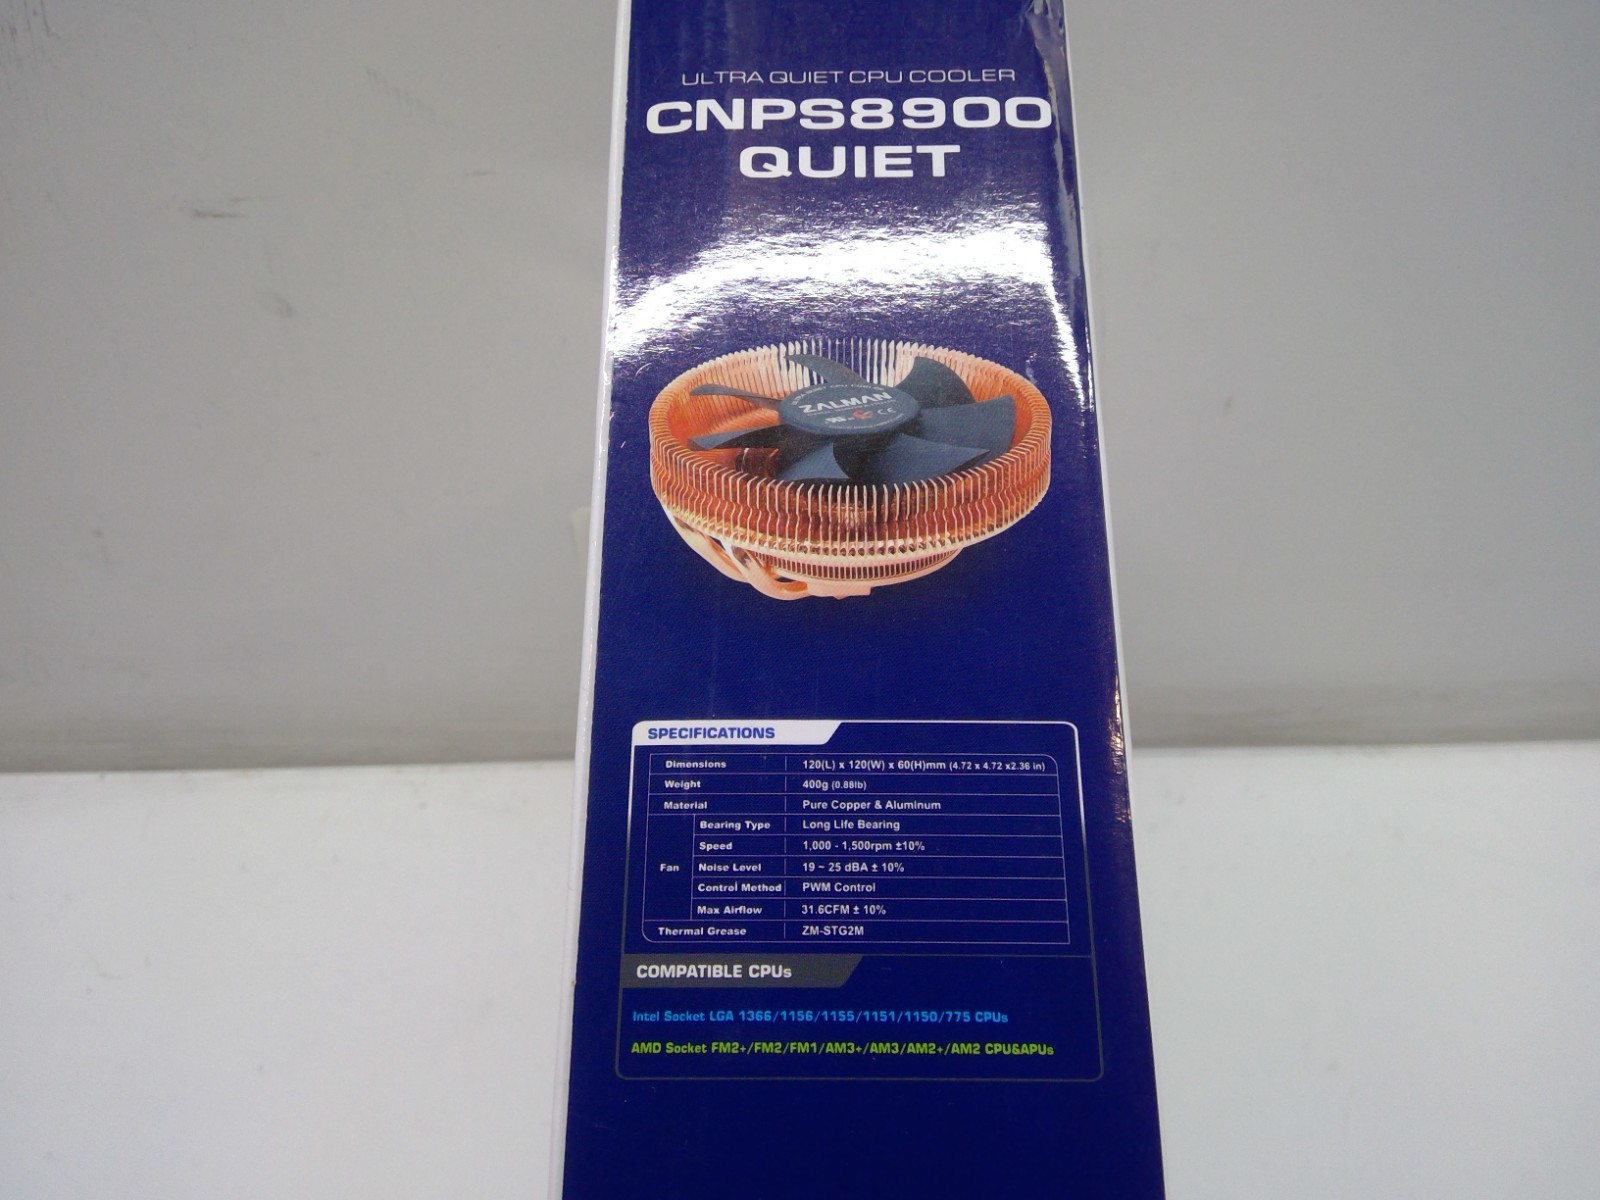 ULTRA QUIET CPU COOLER
CNPS8900
QUIET
ZALMAN
CE
SPECIFICATIONS
Dimensions 120(L) x 120(W) x 60(H)mm (4.72 x 4.72 x2.36 in)
Weight 400g (0.88lb)
Material Pure Copper & Aluminum
Bearing Type Long Life Bearing
Speed 1,000 - 1,500rpm ±10%
Fan Noise Level 19 ~ 25 dBA ± 10%
Control Method PWM Control
Max Airflow 31.6CFM ± 10%
Thermal Grease ZM-STG2M
COMPATIBLE CPUs
Intel Socket LGA 1366/1156/1155/1151/1150/775 CPUs
AMD Socket FM2+/FM2/FM1/AM3+/AM3/AM2+/AM2 CPU&APUs